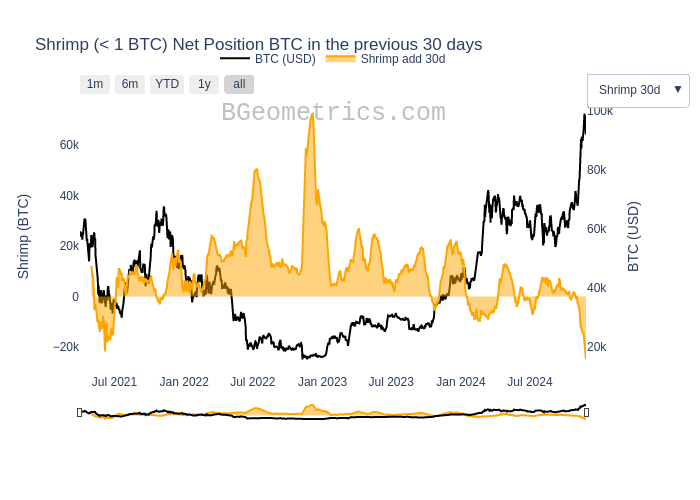 Shrimp (< 1 BTC) Net Position BTC in the previous 30 days
BTC (USD) Shrimp add 30d
1m 6m YTD 1y all
Shrimp 30d ▼
BGeometrics.com
60k
40k
20k
0
−20k
Shrimp (BTC)
100k
80k
60k
40k
20k
BTC (USD)
Jul 2021 Jan 2022 Jul 2022 Jan 2023 Jul 2023 Jan 2024 Jul 2024